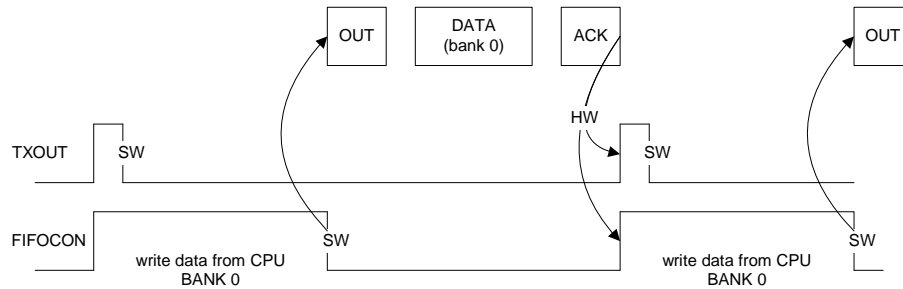 OUT
DATA
(bank 0)
ACK
OUT
HW
TXOUT
SW
SW
FIFOCON
SW
SW
write data from CPU
BANK 0
write data from CPU
BANK 0